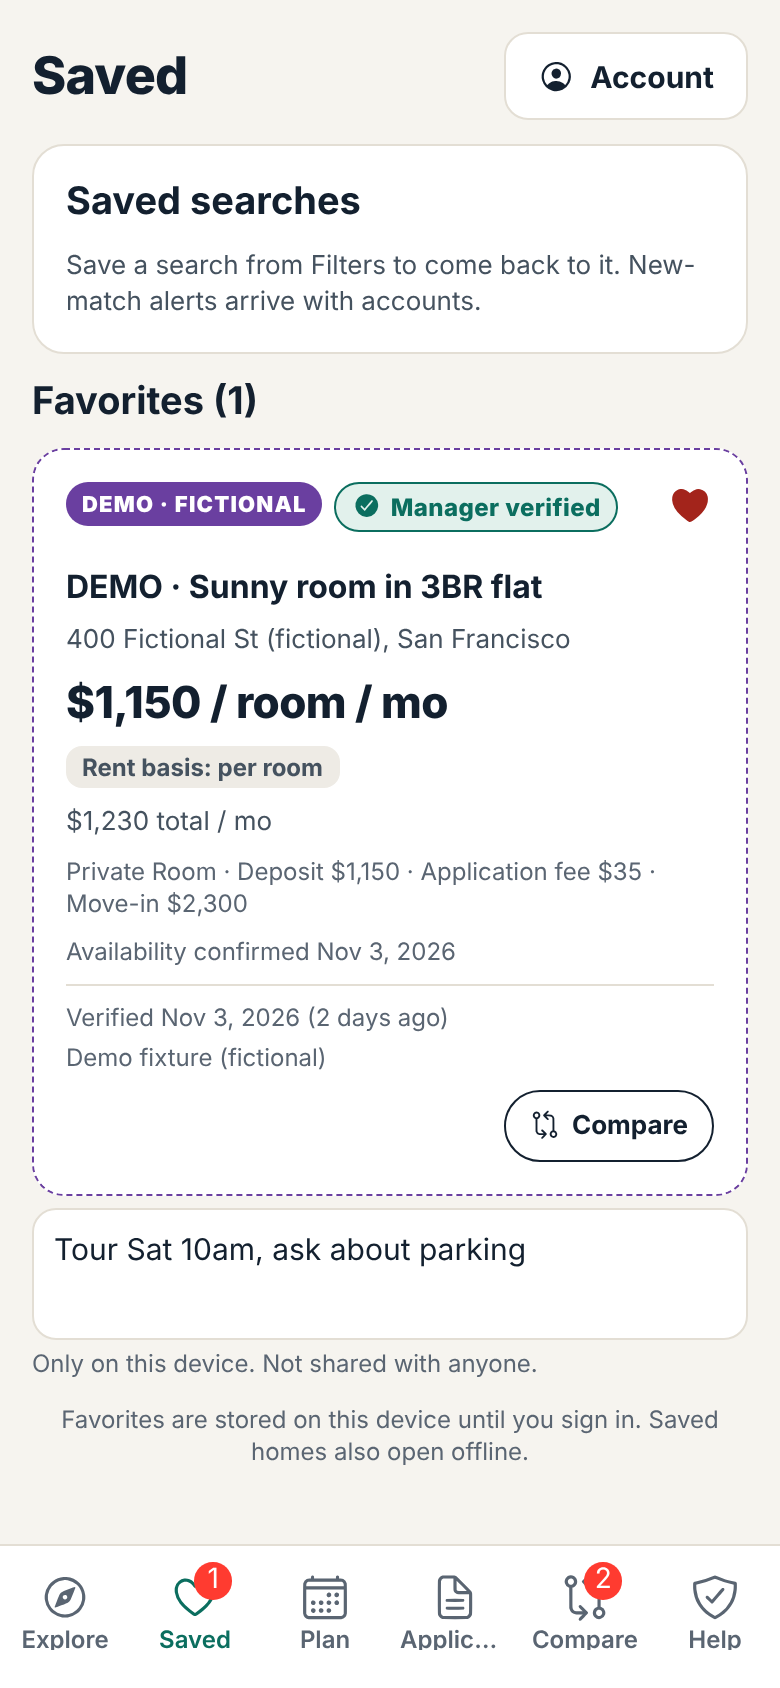 Saved
Account
Saved searches
Save a search from Filters to come back to it. New-
match alerts arrive with accounts.
Favorites (1)
DEMO · FICTIONAL
Manager verified
DEMO · Sunny room in 3BR flat
400 Fictional St (fictional), San Francisco
$1,150 / room / mo
Rent basis: per room
$1,230 total / mo
Private Room · Deposit $1,150 · Application fee $35 ·
Move-in $2,300
Availability confirmed Nov 3, 2026
Verified Nov 3, 2026 (2 days ago)
Demo fixture (fictional)
Compare
Tour Sat 10am, ask about parking
Only on this device. Not shared with anyone.
Favorites are stored on this device until you sign in. Saved
homes also open offline.
1
2
Explore
Saved
Plan
Applic...
Compare
Help